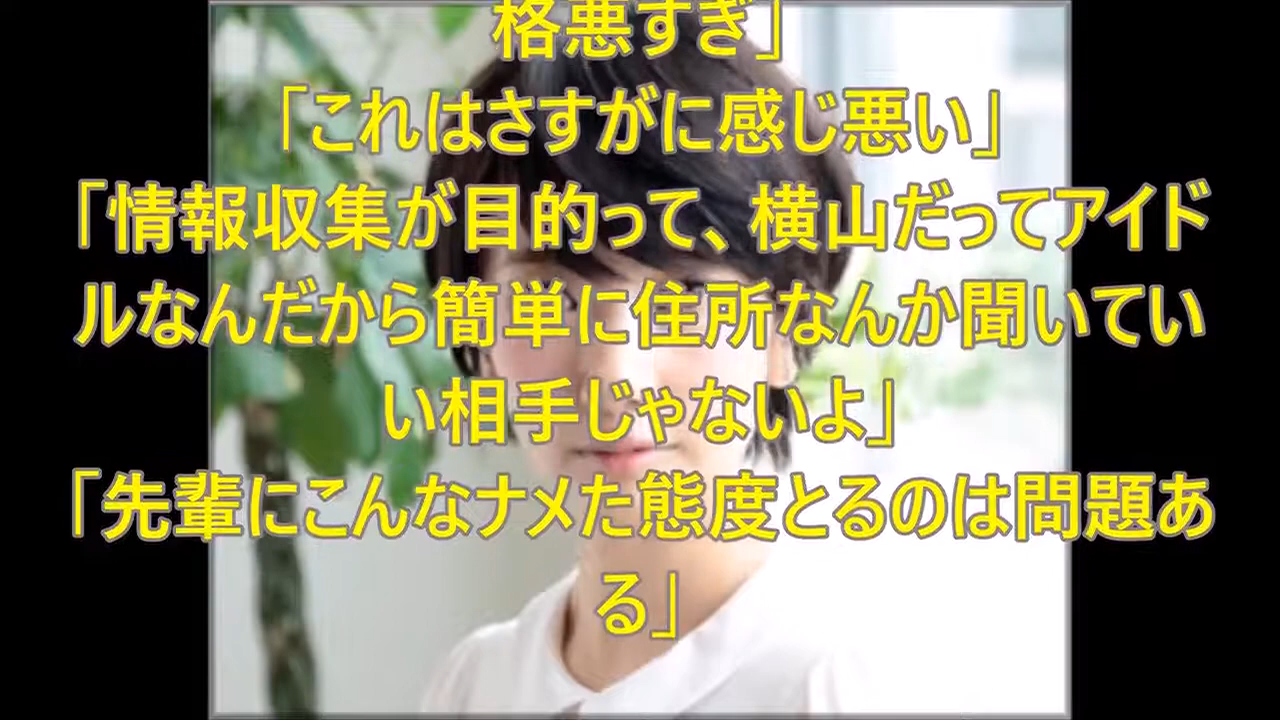 格悪すぎ」
「これはさすがに感じ悪い」
「情報収集が目的って、横山だってアイド
ルなんだから簡単に住所なんか聞いてい
い相手じゃないよ」
「先輩にこんなナメた態度とるのは問題あ
る」